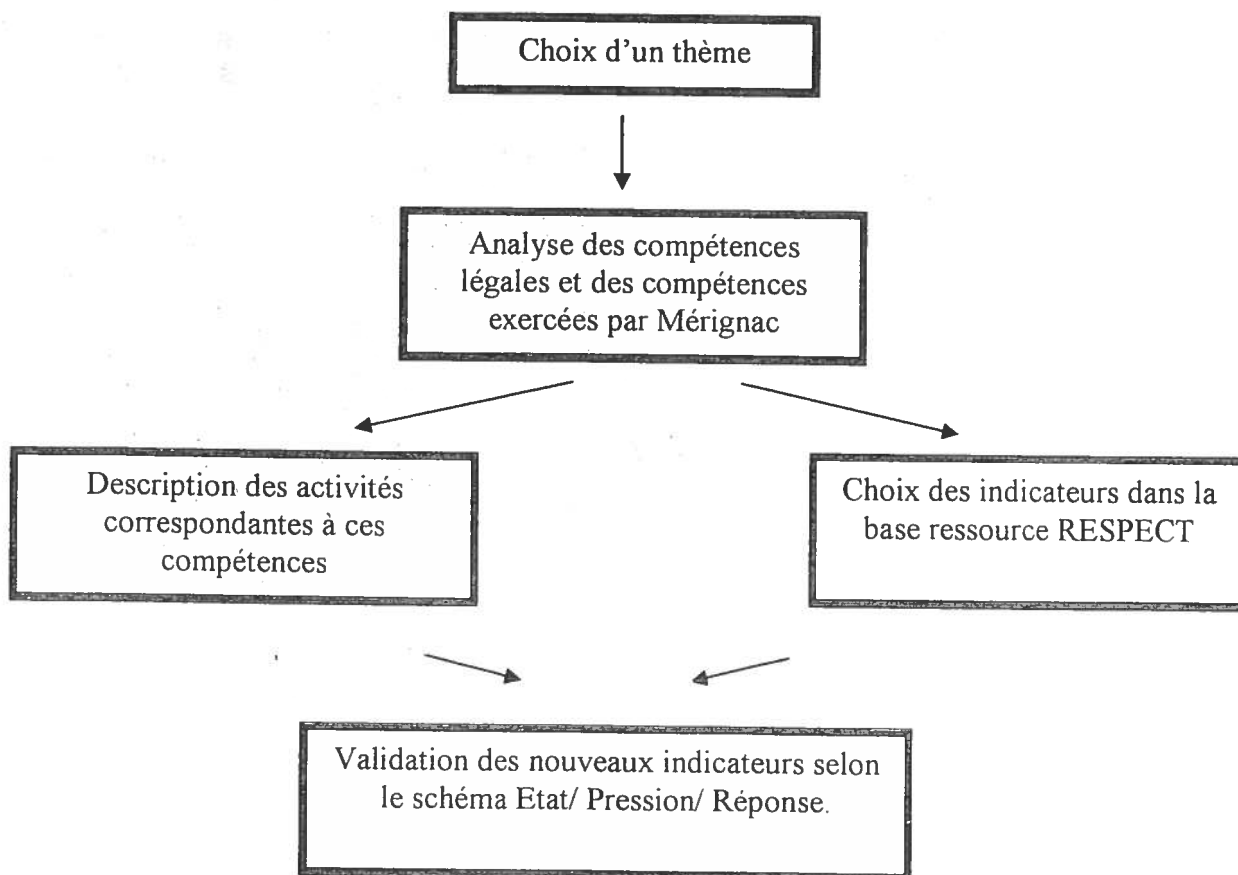 Choix d'un thème
Analyse des compétences
légales et des compétences
exercées par Mérignac
Description des activités
correspondantes à ces
compétences
Choix des indicateurs dans la
base ressource RESPECT
Validation des nouveaux indicateurs selon
le schéma Etat/ Pression/ Réponse.